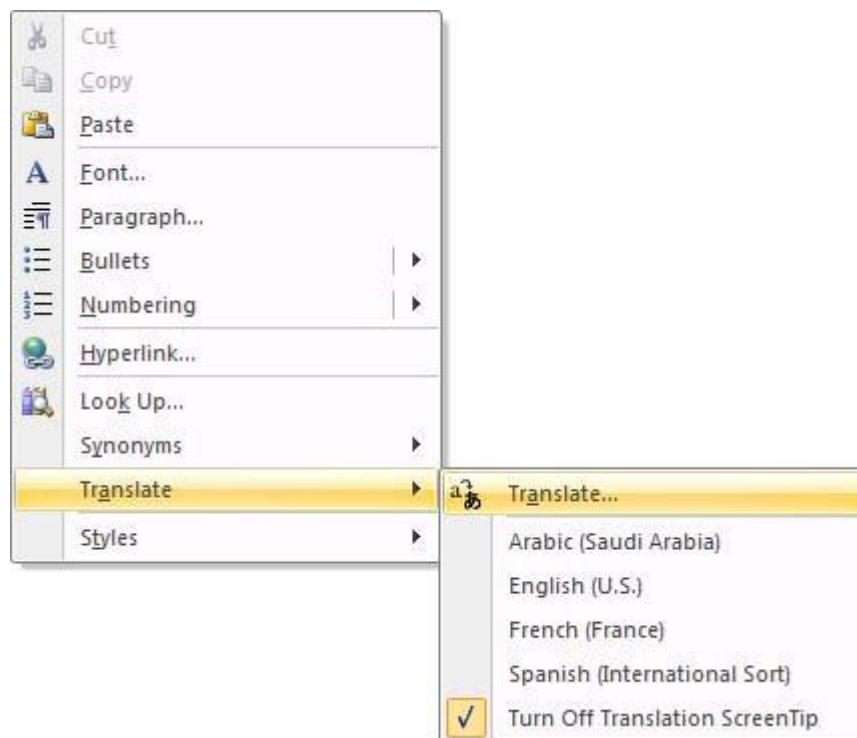 Cut
Copy
Paste
Font...
Paragraph...
Bullets
Numbering
Hyperlink...
Look Up...
Synonyms
Translate
Styles
Translate...
Arabic (Saudi Arabia)
English (U.S.)
French (France)
Spanish (International Sort)
Turn Off Translation ScreenTip